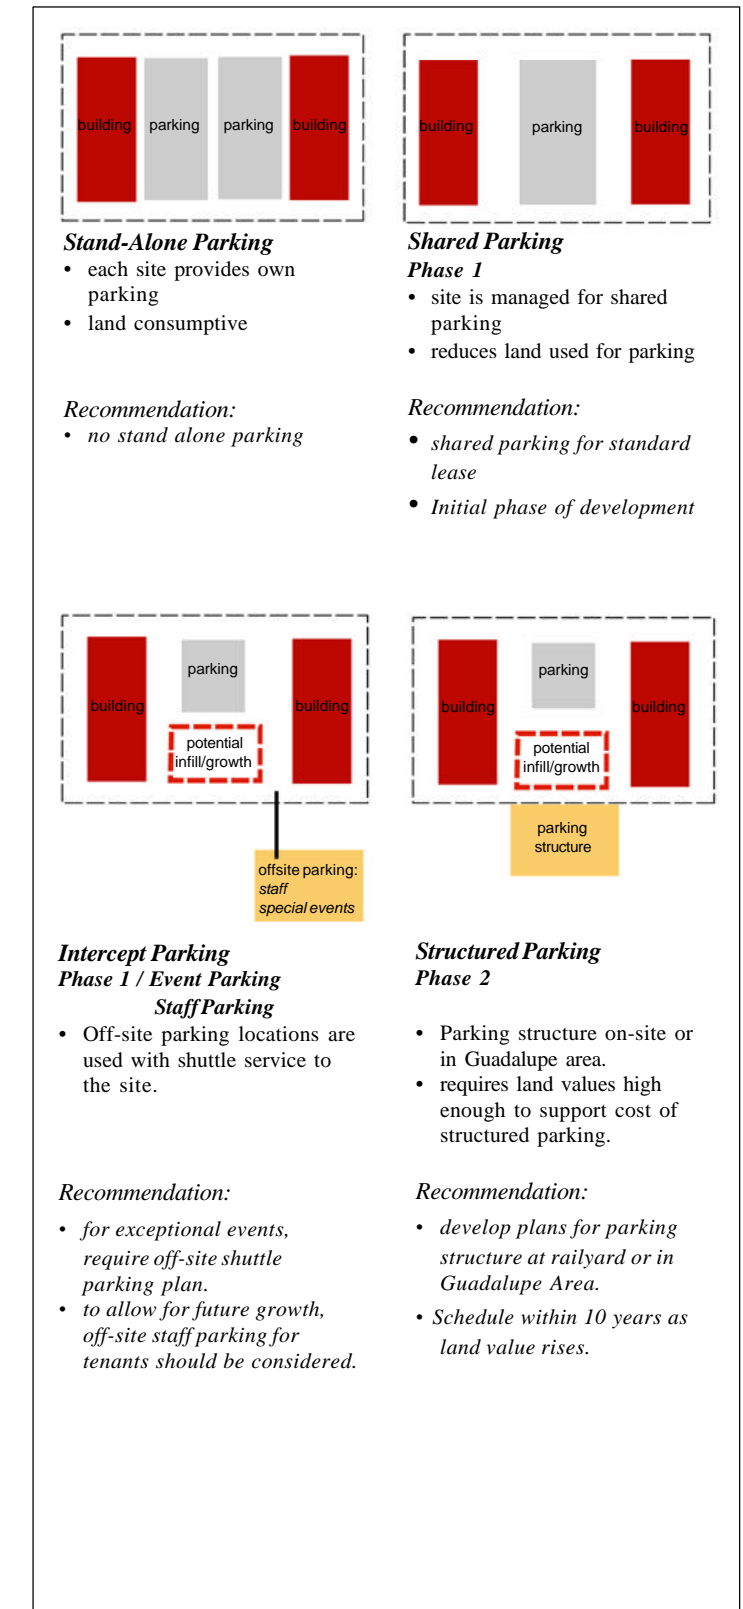 building
parking
parking
building
Stand-Alone Parking
• each site provides own
parking
• land consumptive
Recommendation:
• no stand alone parking
building
parking
building
Shared Parking
Phase 1
• site is managed for shared
parking
• reduces land used for parking
Recommendation:
• shared parking for standard
lease
• Initial phase of development
building
parking
building
potential
infill/growth
offsite parking:
staff
special events
Intercept Parking
Phase 1 / Event Parking
Staff Parking
• Off-site parking locations are
used with shuttle service to
the site.
Recommendation:
• for exceptional events,
require off-site shuttle
parking plan.
• to allow for future growth,
off-site staff parking for
tenants should be considered.
building
parking
building
potential
infill/growth
parking
structure
Structured Parking
Phase 2
• Parking structure on-site or
in Guadalupe area.
• requires land values high
enough to support cost of
structured parking.
Recommendation:
• develop plans for parking
structure at railyard or in
Guadalupe Area.
• Schedule within 10 years as
land value rises.